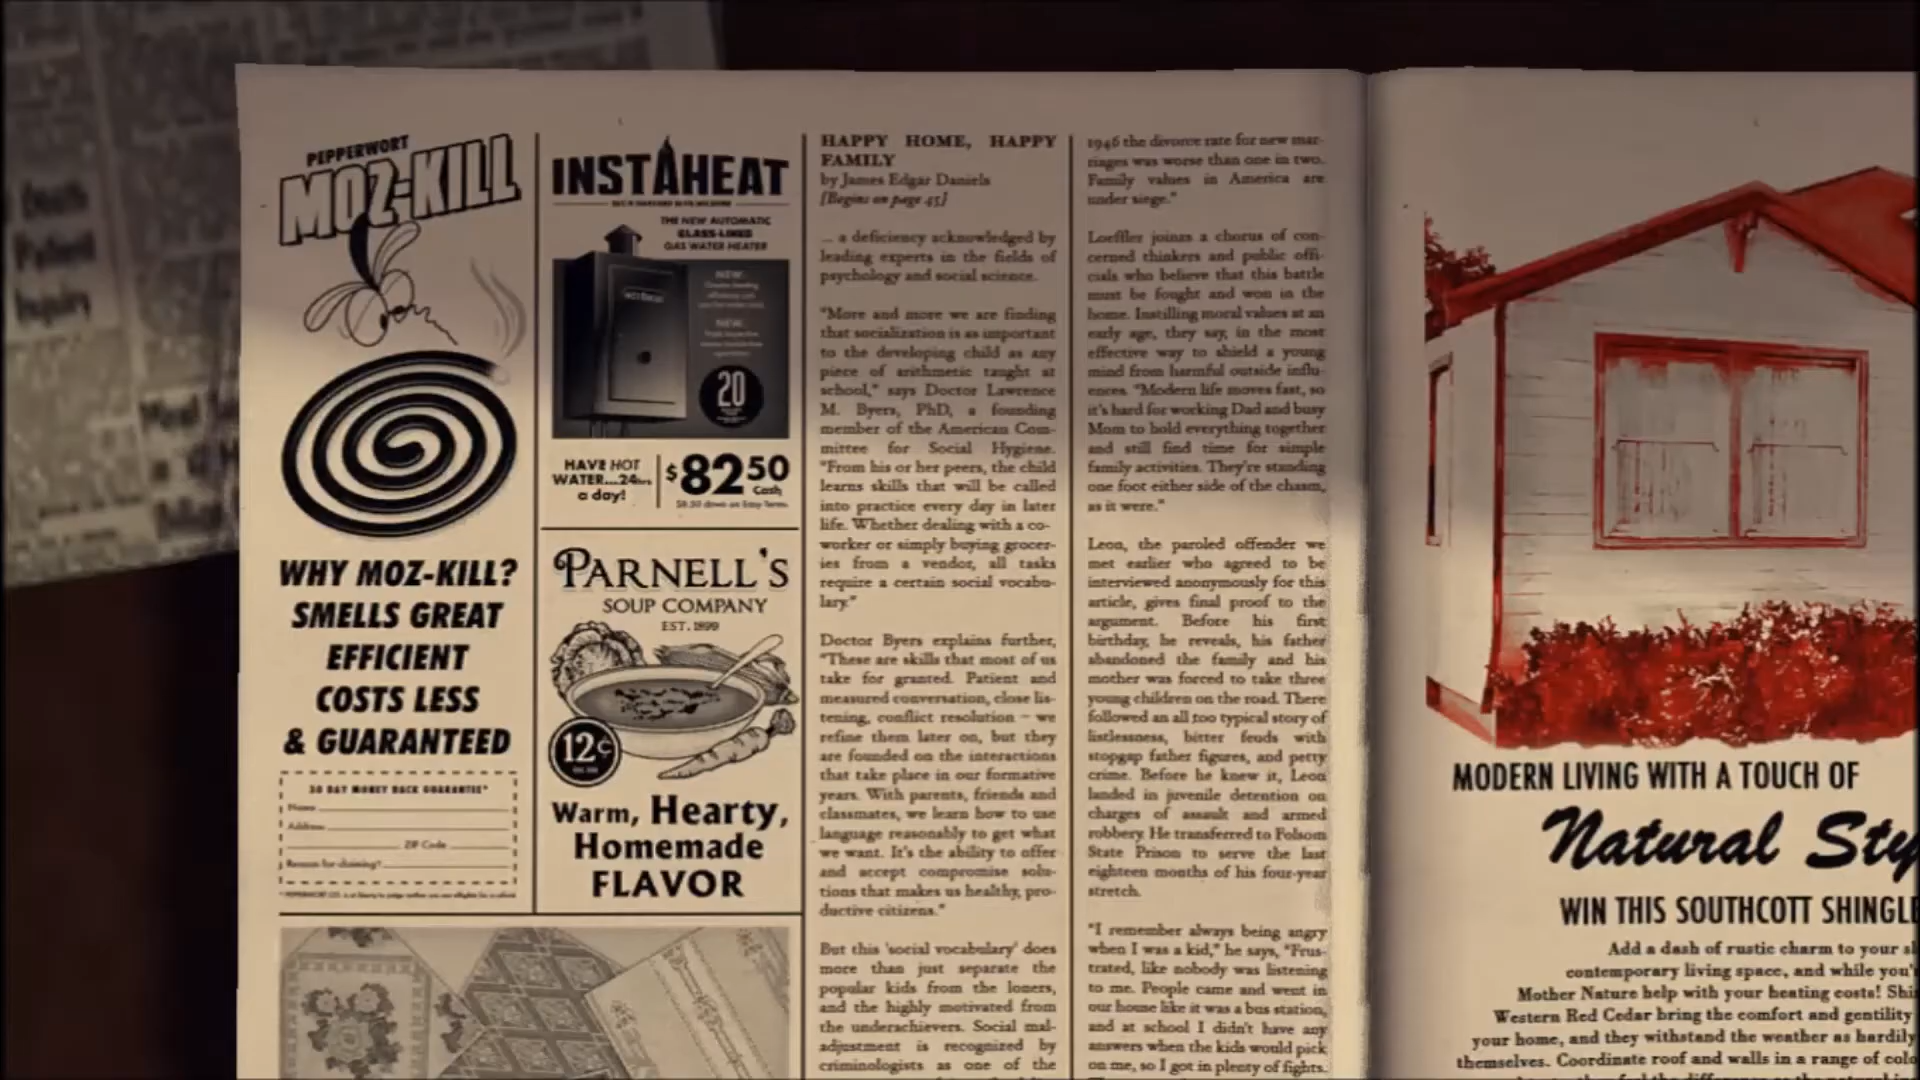 Death
Patient
Inquiry
PEPPERWORT
MOZ-KILL
WHY MOZ-KILL?
SMELLS GREAT
EFFICIENT
COSTS LESS
& GUARANTEED
30 DAY MONEY BACK GUARANTEE*
Name:
Address:
ZIP Code
Reason for claiming?
INSTAHEAT
THE NEW AUTOMATIC
GLASS-LINED
GAS WATER HEATER
NEW
NEW
20
HAVE HOT
WATER...24hrs
a day!
$82 50
Cash
$8.50 down on Easy Terms
PARNELL'S
SOUP COMPANY
EST. 1899
12¢
Warm, Hearty,
Homemade
FLAVOR
HAPPY HOME, HAPPY
FAMILY
by James Edgar Daniels
[Begins on page 45]
... a deficiency acknowledged by
leading experts in the fields of
psychology and social science.
"More and more we are finding
that socialization is as important
to the developing child as any
piece of arithmetic taught at
school," says Doctor Lawrence
M. Byers, PhD, a founding
member of the American Com-
mittee for Social Hygiene.
"From his or her peers, the child
learns skills that will be called
into practice every day in later
life. Whether dealing with a co-
worker or simply buying grocer-
ies from a vendor, all tasks
require a certain social vocabu-
lary."
Doctor Byers explains further,
"These are skills that most of us
take for granted. Patient and
measured conversation, close lis-
tening, conflict resolution – we
refine them later on, but they
are founded on the interactions
that take place in our formative
years. With parents, friends and
classmates, we learn how to use
language reasonably to get what
we want. It's the ability to offer
and accept compromise solu-
tions that makes us healthy, pro-
ductive citizens."
But this 'social vocabulary' does
more than just separate the
popular kids from the loners,
and the highly motivated from
the underachievers. Social mal-
adjustment is recognized by
criminologists as one of the
1946 the divorce rate for new mar-
riages was worse than one in two.
Family values in America are
under siege."
Loeffler joins a chorus of con-
cerned thinkers and public offi-
cials who believe that this battle
must be fought and won in the
home. Instilling moral values at an
early age, they say, in the most
effective way to shield a young
mind from harmful outside influ-
ences. "Modern life moves fast, so
it's hard for working Dad and busy
Mom to hold everything together
and still find time for simple
family activities. They're standing
one foot either side of the chasm,
as it were."
Leon, the paroled offender we
met earlier who agreed to be
interviewed anonymously for this
article, gives final proof to the
argument. Before his first
birthday, he reveals, his father
abandoned the family and his
mother was forced to take three
young children on the road. There
followed an all too typical story of
listlessness, bitter feuds with
stopgap father figures, and petty
crime. Before he knew it, Leon
landed in juvenile detention on
charges of assault and armed
robbery. He transferred to Folsom
State Prison to serve the last
eighteen months of his four-year
stretch.
"I remember always being angry
when I was a kid," he says, "Frus-
trated, like nobody was listening
to me. People came and went in
our house like it was a bus station,
and at school I didn't have any
answers when the kids would pick
on me, so I got in plenty of fights.
MODERN LIVING WITH A TOUCH OF
Natural Sty
WIN THIS SOUTHCOTT SHINGLE
Add a dash of rustic charm to your s
contemporary living space, and while you'
Mother Nature help with your heating costs! Shi
Western Red Cedar bring the comfort and gentility
your home, and they withstand the weather as hardily
themselves. Coordinate roof and walls in a range of colo